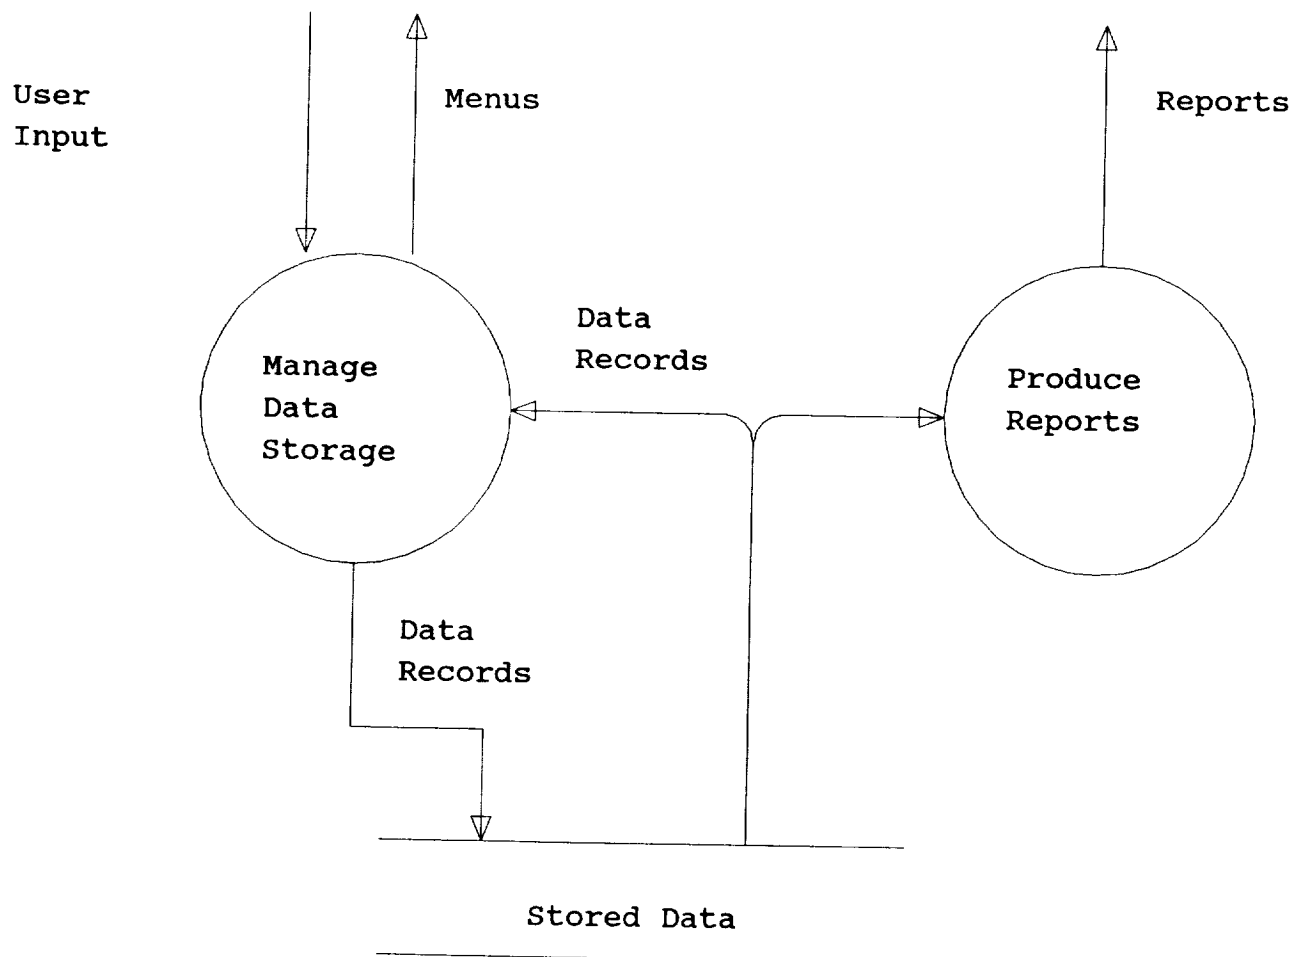 User
Input
Menus
Reports
Data
Records
Manage
Data
Storage
Produce
Reports
Data
Records
Stored Data